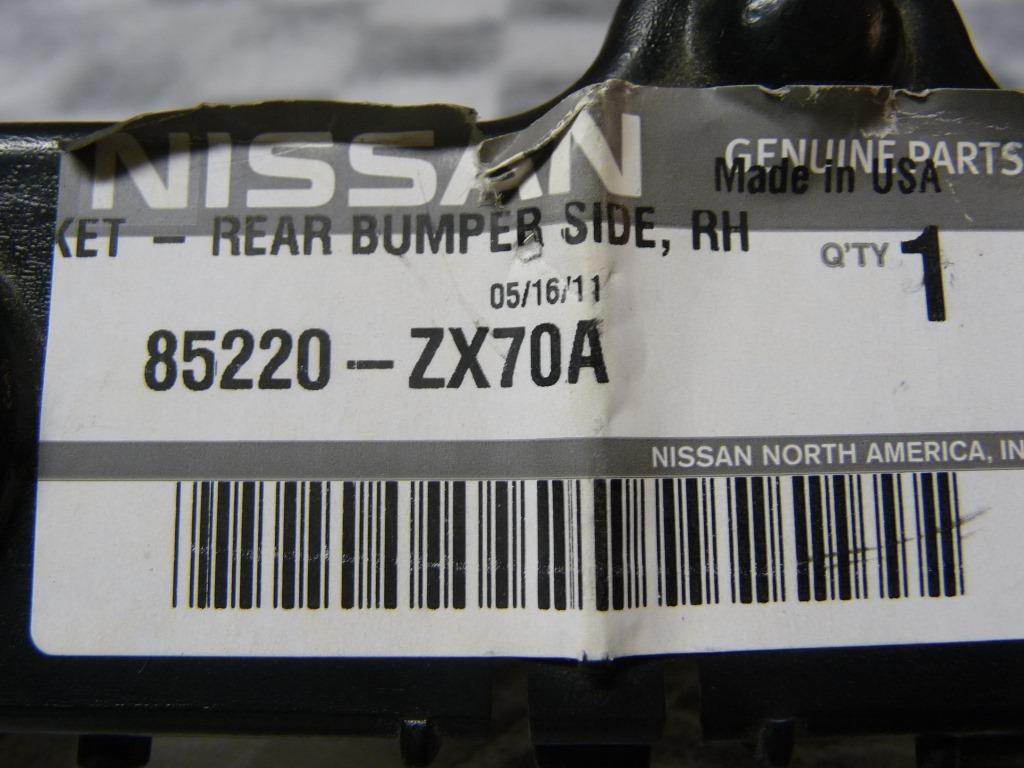 NISSAN GENUINE PARTS
Made in USA
KET - REAR BUMPER SIDE, RH
Q'TY 1
05/16/11
85220-ZX70A
NISSAN NORTH AMERICA, IN